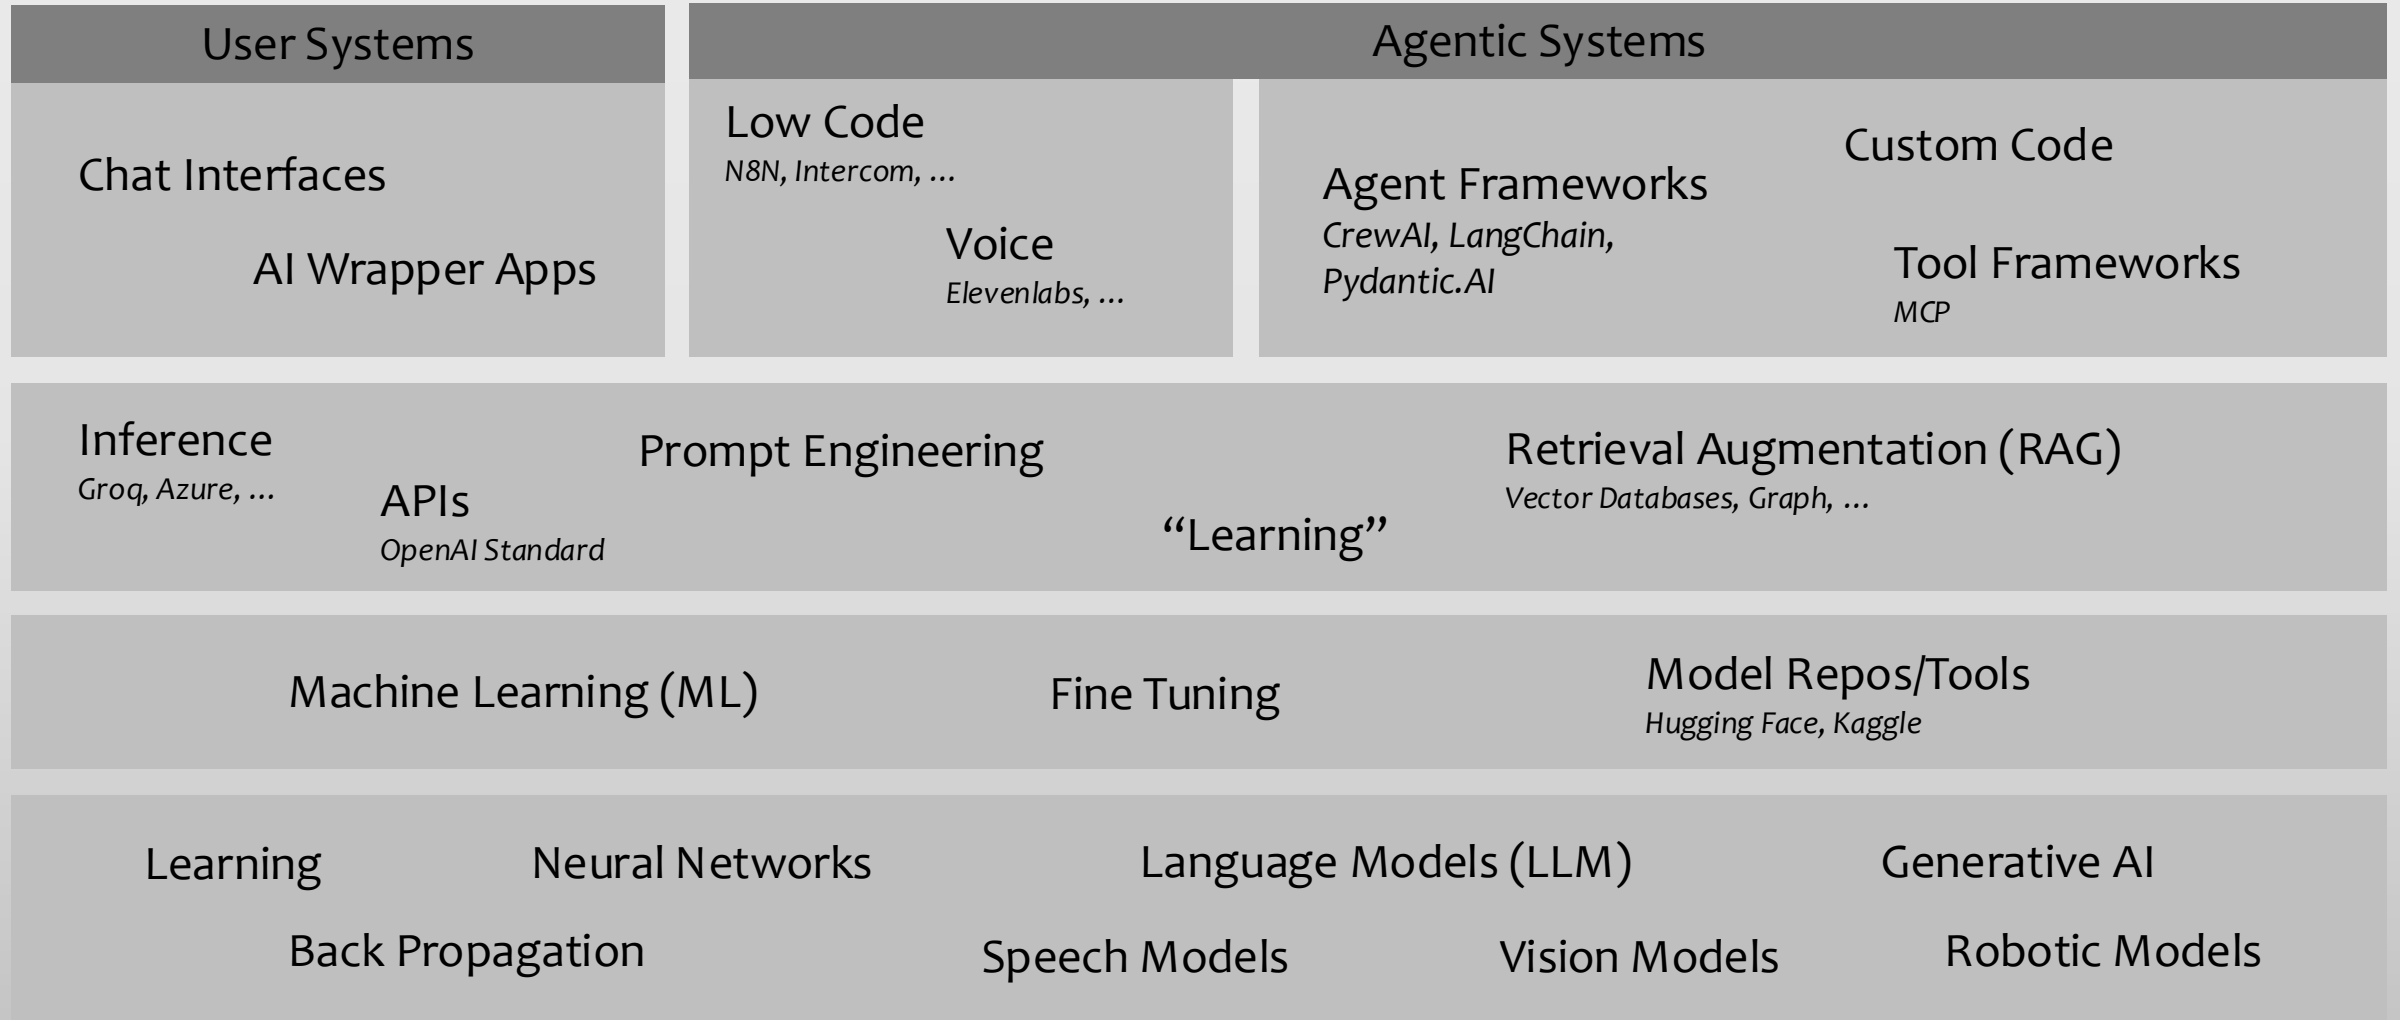 User Systems
Agentic Systems
Chat Interfaces
AI Wrapper Apps
Low Code
N8N, Intercom, ...
Voice
Elevenlabs, ...
Agent Frameworks
CrewAI, LangChain,
Pydantic.AI
Custom Code
Tool Frameworks
MCP
Inference
Groq, Azure, ...
APIs
OpenAI Standard
Prompt Engineering
“Learning”
Retrieval Augmentation (RAG)
Vector Databases, Graph, ...
Machine Learning (ML)
Fine Tuning
Model Repos/Tools
Hugging Face, Kaggle
Learning
Neural Networks
Language Models (LLM)
Generative AI
Back Propagation
Speech Models
Vision Models
Robotic Models